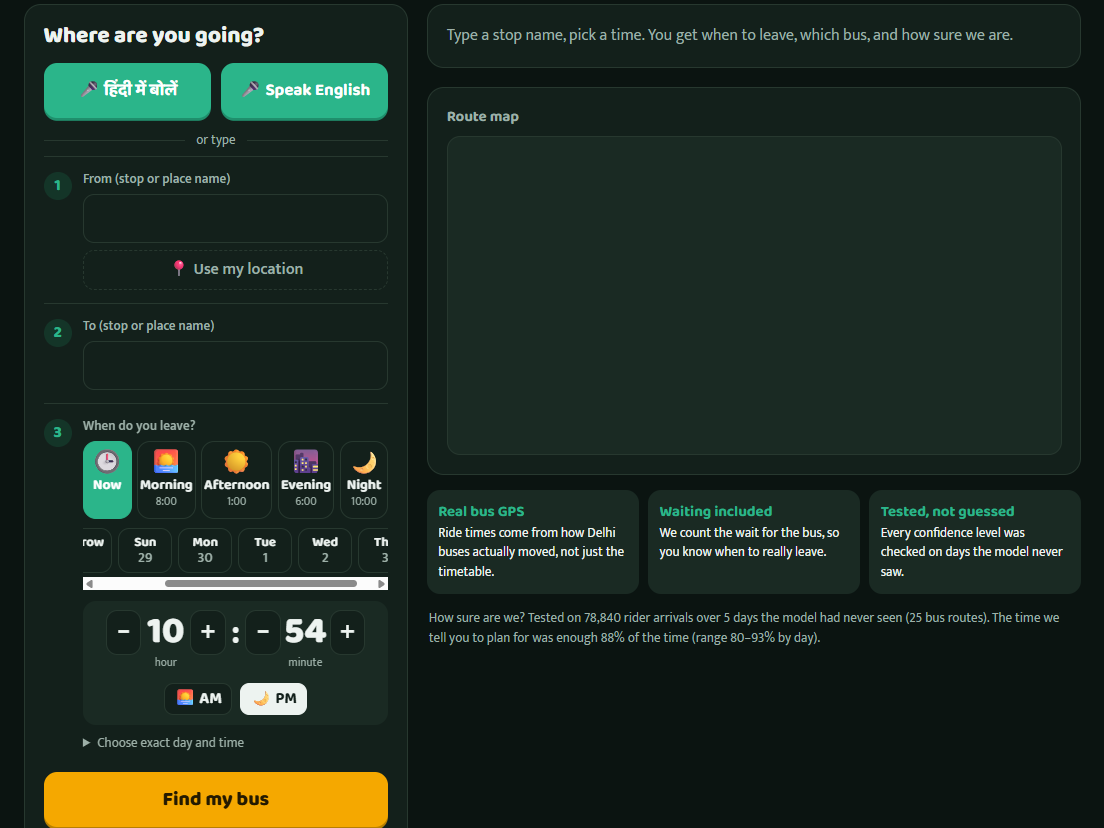 Where are you going?
हिंदी में बोलें
Speak English
or type
1
From (stop or place name)
Use my location
2
To (stop or place name)
3
When do you leave?
Now
Morning
8:00
Afternoon
1:00
Evening
6:00
Night
10:00
row
Sun
29
Mon
30
Tue
1
Wed
2
Th
3
− 10 + : − 54 +
hour
minute
AM
PM
Choose exact day and time
Find my bus
Type a stop name, pick a time. You get when to leave, which bus, and how sure we are.
Route map
Real bus GPS
Ride times come from how Delhi
buses actually moved, not just the
timetable.
Waiting included
We count the wait for the bus, so
you know when to really leave.
Tested, not guessed
Every confidence level was
checked on days the model never
saw.
How sure are we? Tested on 78,840 rider arrivals over 5 days the model had never seen (25 bus routes). The time we
tell you to plan for was enough 88% of the time (range 80–93% by day).